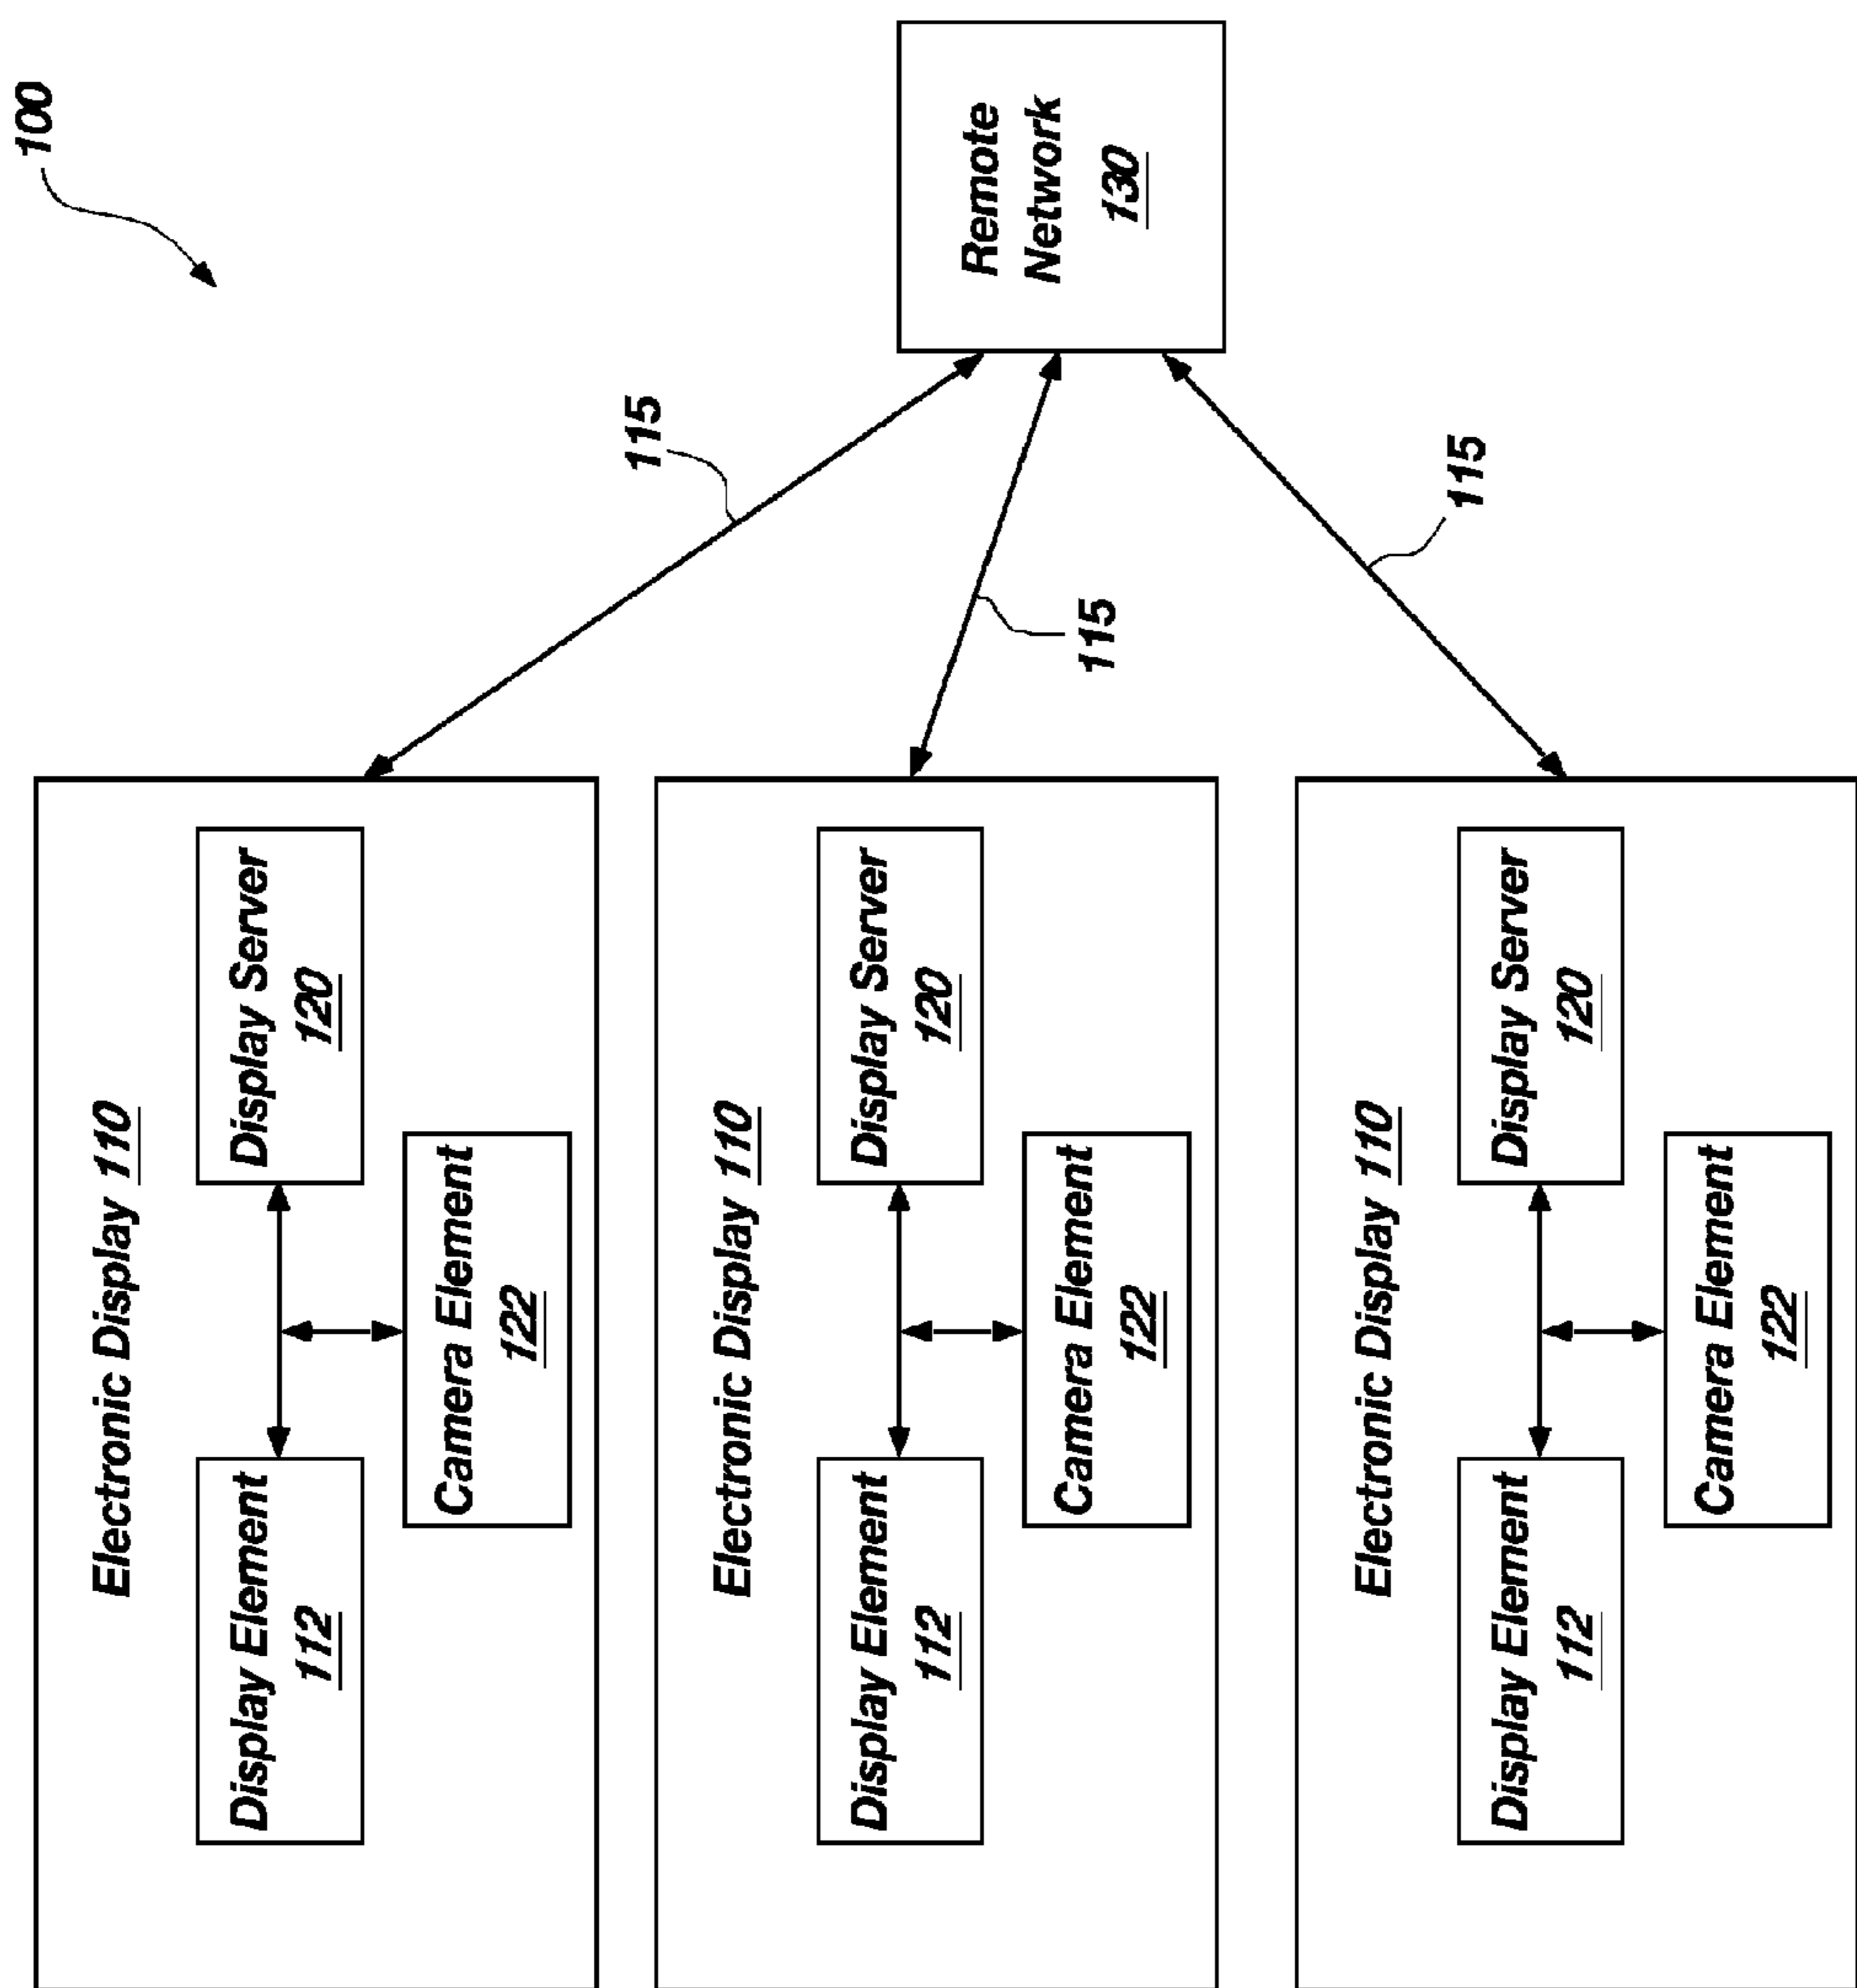 100
Remote
Network
130
115
115
115
Electronic Display 110
Display Element
112
Display Server
120
Camera Element
122
Electronic Display 110
Display Element
112
Display Server
120
Camera Element
122
Electronic Display 110
Display Element
112
Display Server
120
Camera Element
122